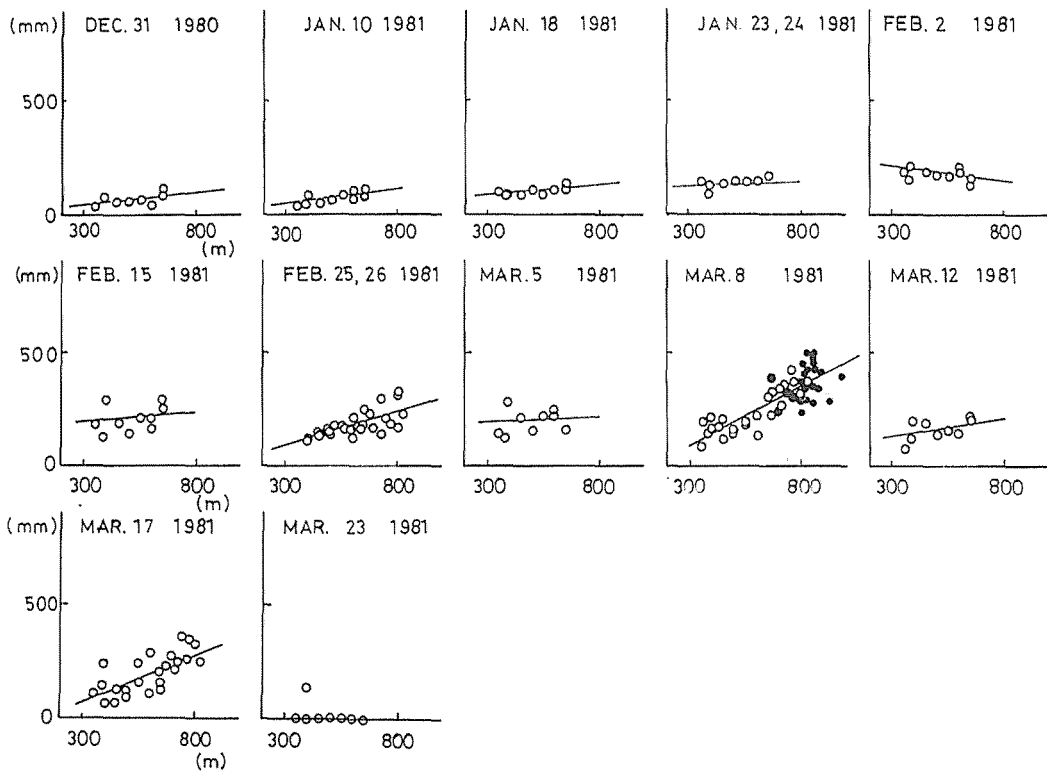 (mm) DEC. 31 1980 JAN. 10 1981 JAN. 18 1981 JAN. 23, 24 1981 FEB. 2 1981
500
0
300 800 300 800 300 800 300 800 300 800
(m)
(mm) FEB. 15 1981 FEB. 25, 26 1981 MAR. 5 1981 MAR. 8 1981 MAR. 12 1981
500
0
300 800 300 800 300 800 300 800 300 800
(m)
(mm) MAR. 17 1981 MAR. 23 1981
500
0
300 800 300 800
(m)